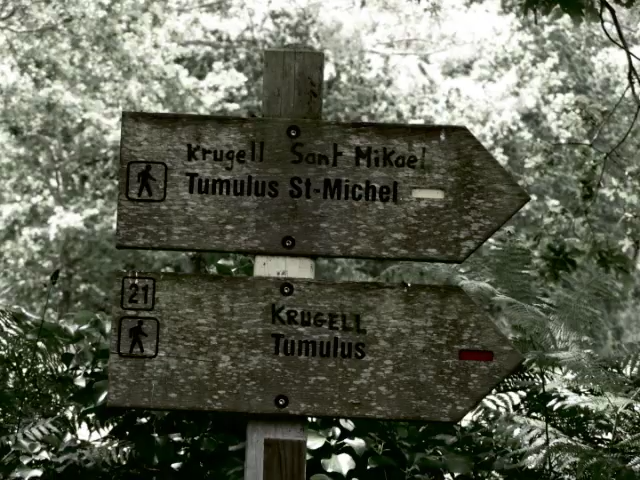 Krugell Sant Mikael
Tumulus St-Michel
21
KRUGELL
Tumulus